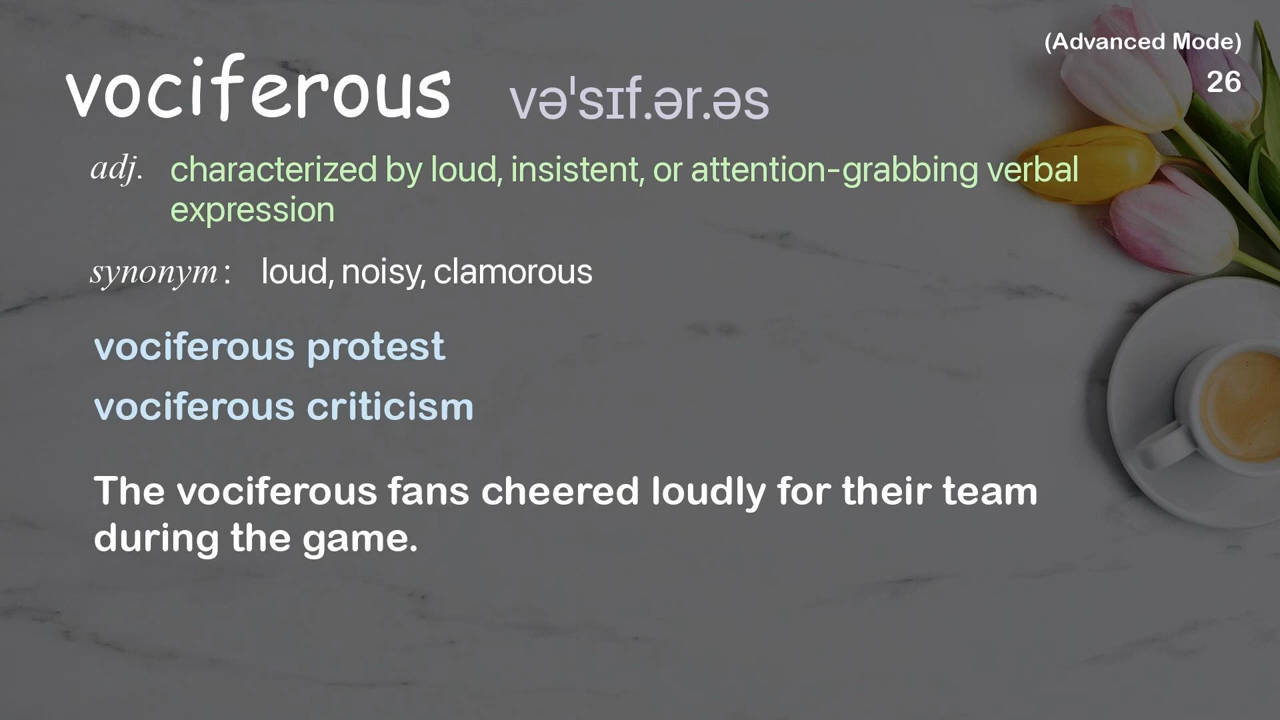 (Advanced Mode)
26
vociferous vəˈsɪf.ər.əs
adj. characterized by loud, insistent, or attention-grabbing verbal
expression
synonym: loud, noisy, clamorous
vociferous protest
vociferous criticism
The vociferous fans cheered loudly for their team
during the game.